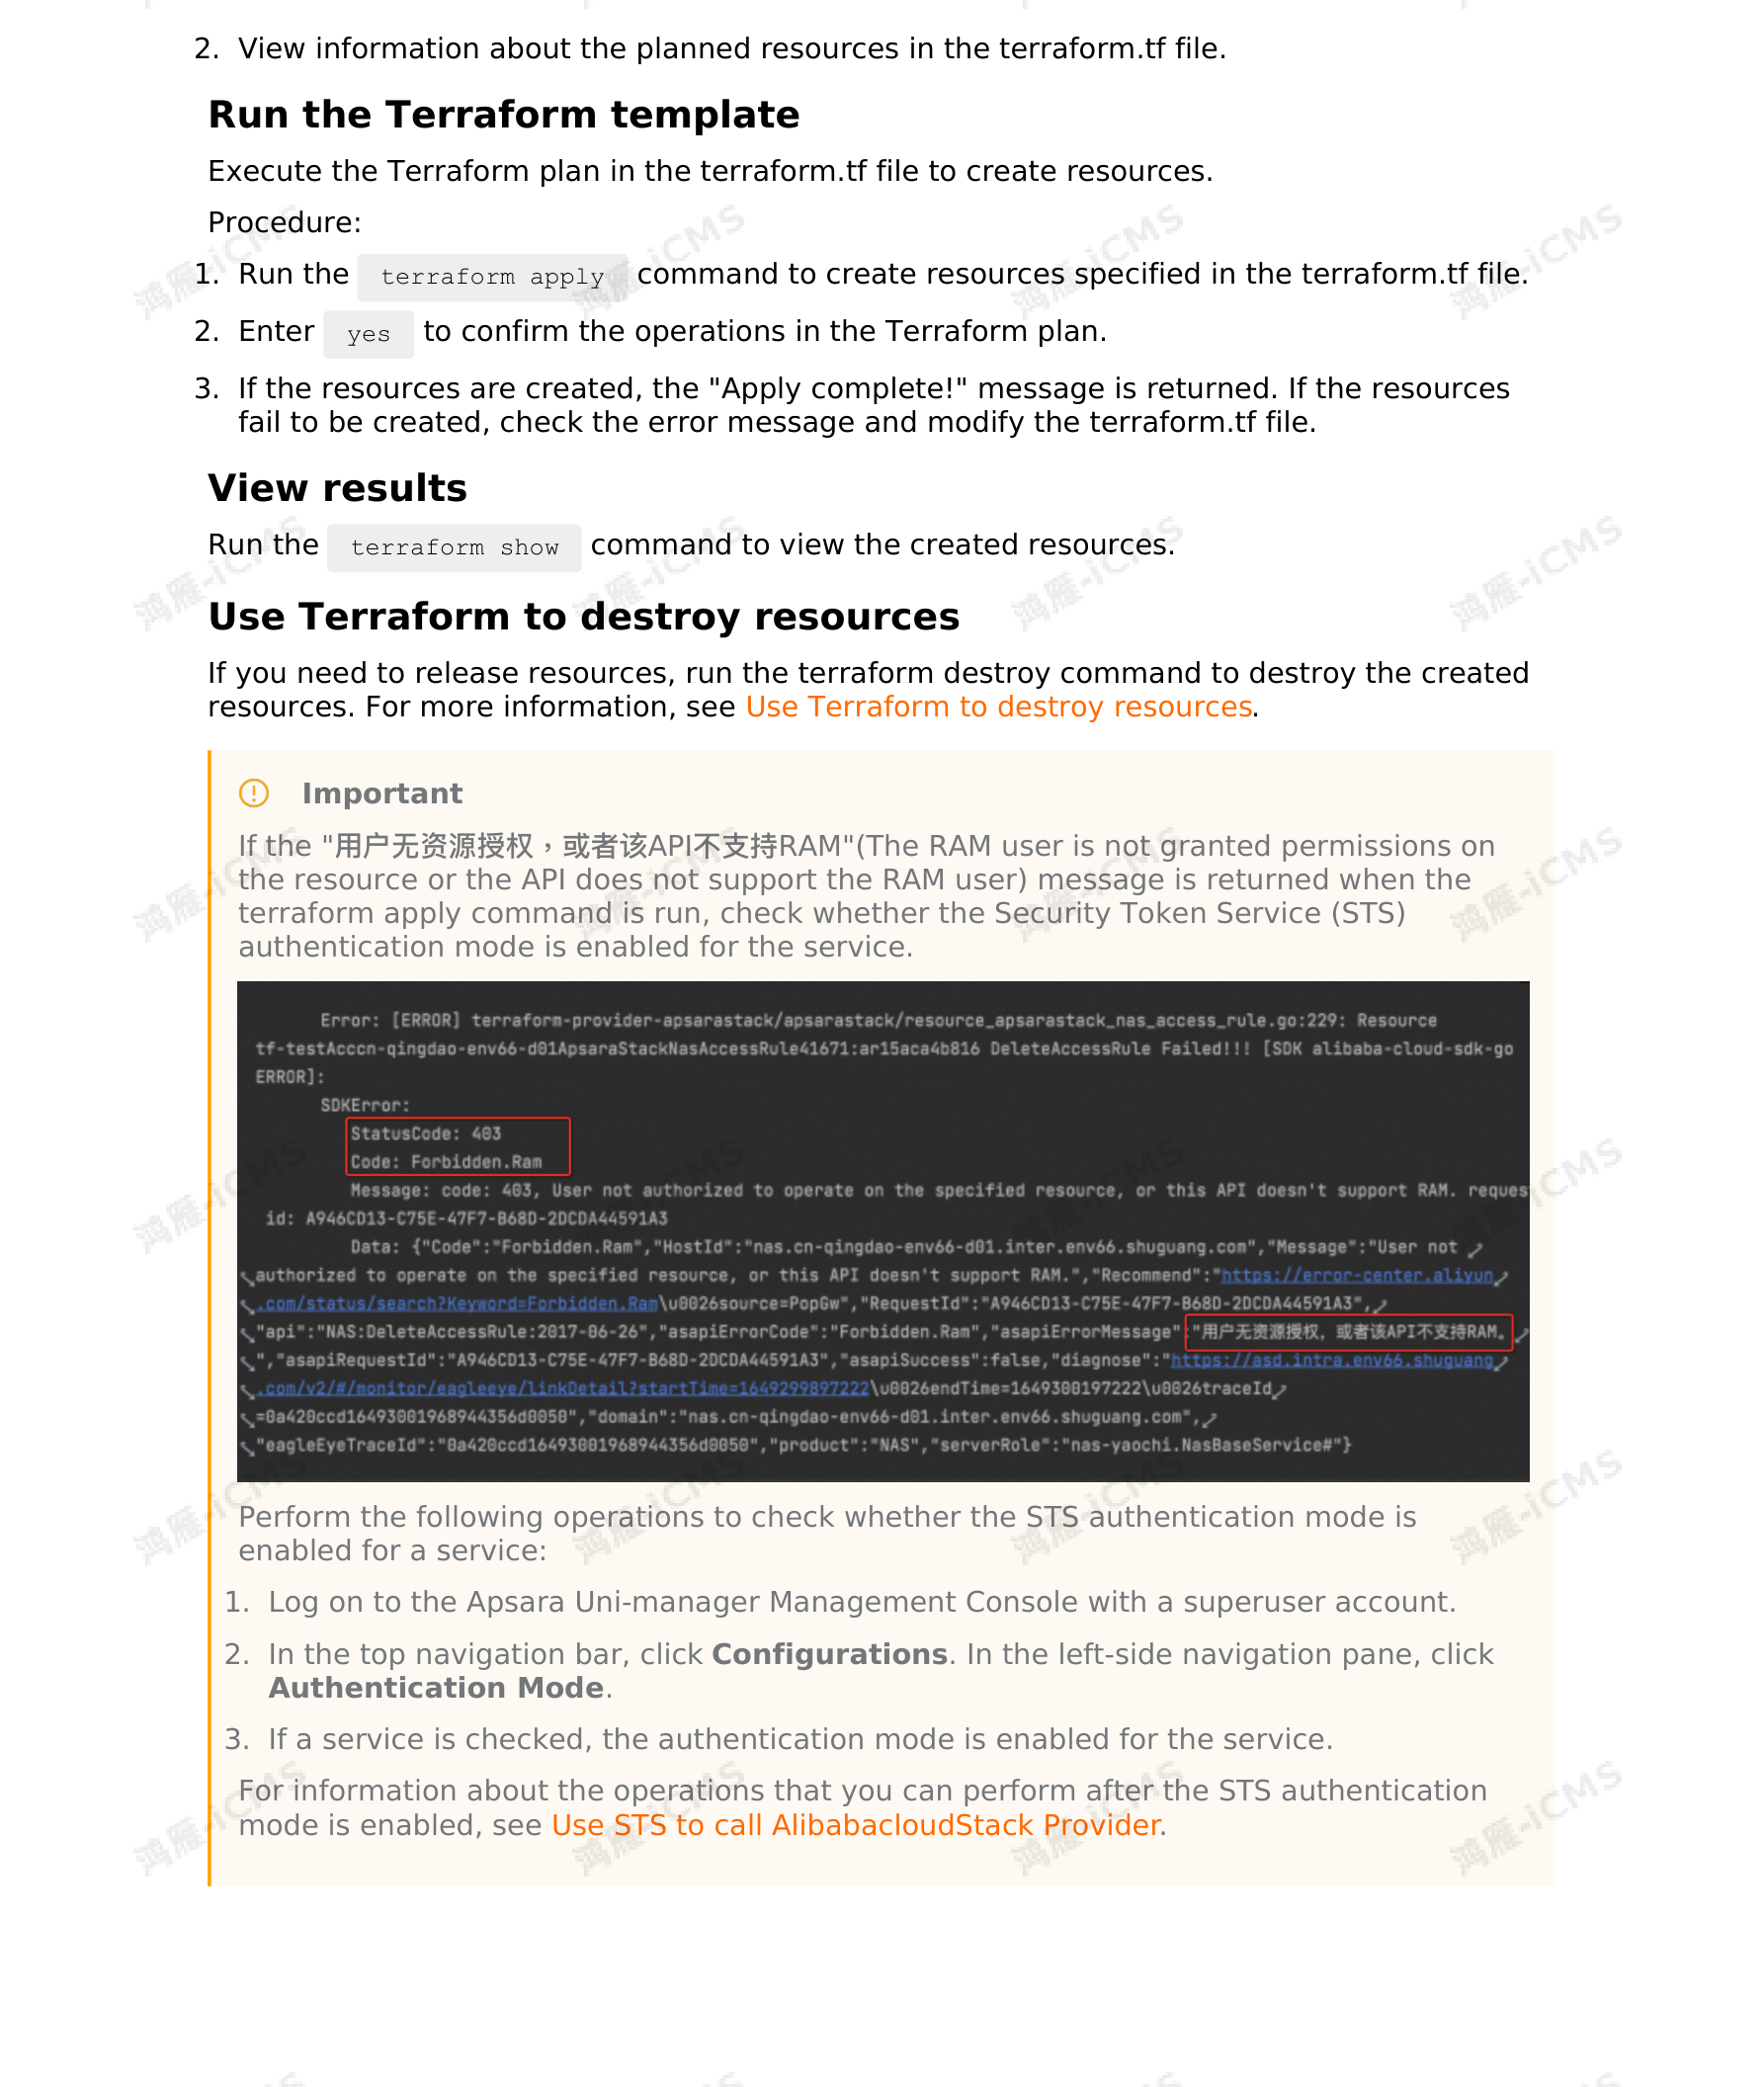 2. View information about the planned resources in the terraform.tf file.
Run the Terraform template
Execute the Terraform plan in the terraform.tf file to create resources.
Procedure:
1. Run the terraform apply command to create resources specified in the terraform.tf file.
2. Enter yes to confirm the operations in the Terraform plan.
3. If the resources are created, the "Apply complete!" message is returned. If the resources
fail to be created, check the error message and modify the terraform.tf file.
View results
Run the terraform show command to view the created resources.
Use Terraform to destroy resources
If you need to release resources, run the terraform destroy command to destroy the created
resources. For more information, see Use Terraform to destroy resources.
Important
If the "用户无资源授权，或者该API不支持RAM"(The RAM user is not granted permissions on
the resource or the API does not support the RAM user) message is returned when the
terraform apply command is run, check whether the Security Token Service (STS)
authentication mode is enabled for the service.
Error: [ERROR] terraform-provider-apsarastack/apsarastack/resource_apsarastack_nas_access_rule.go:229: Resource
tf-testAcccn-qingdao-env66-d01ApsaraStackNasAccessRule41671:ar15aca4b816 DeleteAccessRule Failed!!! [SDK alibaba-cloud-sdk-go
ERROR]:
SDKError:
StatusCode: 403
Code: Forbidden.Ram
Message: code: 403, User not authorized to operate on the specified resource, or this API doesn't support RAM. reques
id: A946CD13-C75E-47F7-B68D-2DCDA44591A3
Data: {"Code":"Forbidden.Ram","HostId":"nas.cn-qingdao-env66-d01.inter.env66.shuguang.com","Message":"User not
authorized to operate on the specified resource, or this API doesn't support RAM.","Recommend":"https://error-center.aliyun
.com/status/search?Keyword=Forbidden.Ram\u0026source=PopGw","RequestId":"A946CD13-C75E-47F7-B68D-2DCDA44591A3",
"api":"NAS:DeleteAccessRule:2017-06-26","asapiErrorCode":"Forbidden.Ram","asapiErrorMessage":"用户无资源授权，或者该API不支持RAM。
","asapiRequestId":"A946CD13-C75E-47F7-B68D-2DCDA44591A3","asapiSuccess":false,"diagnose":"https://asd.intra.env66.shuguang
.com/v2/#/monitor/eagleeye/linkDetail?startTime=1649299897222\u0026endTime=1649300197222\u0026traceId
=0a420ccd16493001968944356d0050","domain":"nas.cn-qingdao-env66-d01.inter.env66.shuguang.com",
"eagleEyeTraceId":"0a420ccd16493001968944356d0050","product":"NAS","serverRole":"nas-yaochi.NasBaseService#"}
Perform the following operations to check whether the STS authentication mode is
enabled for a service:
1. Log on to the Apsara Uni-manager Management Console with a superuser account.
2. In the top navigation bar, click Configurations. In the left-side navigation pane, click
Authentication Mode.
3. If a service is checked, the authentication mode is enabled for the service.
For information about the operations that you can perform after the STS authentication
mode is enabled, see Use STS to call AlibabacloudStack Provider.
鸿雁-iCMS